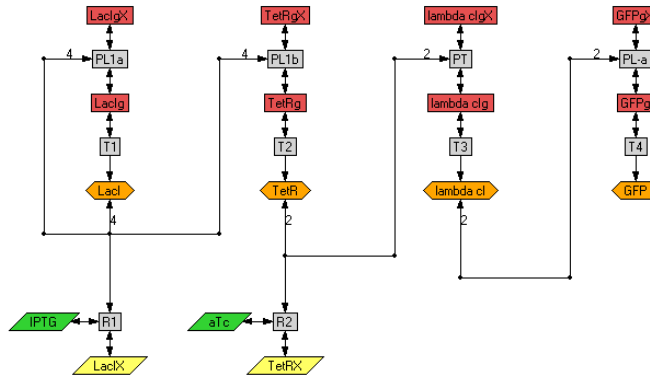 LacIgX
TetRgX
lambda cIgX
GFPgX
4
PL1a
4
PL1b
2
PT
2
PL-a
LacIg
TetRg
lambda cIg
GFPg
T1
T2
T3
T4
LacI
TetR
lambda cI
GFP
4
2
2
IPTG
R1
aTc
R2
LacIX
TetRX